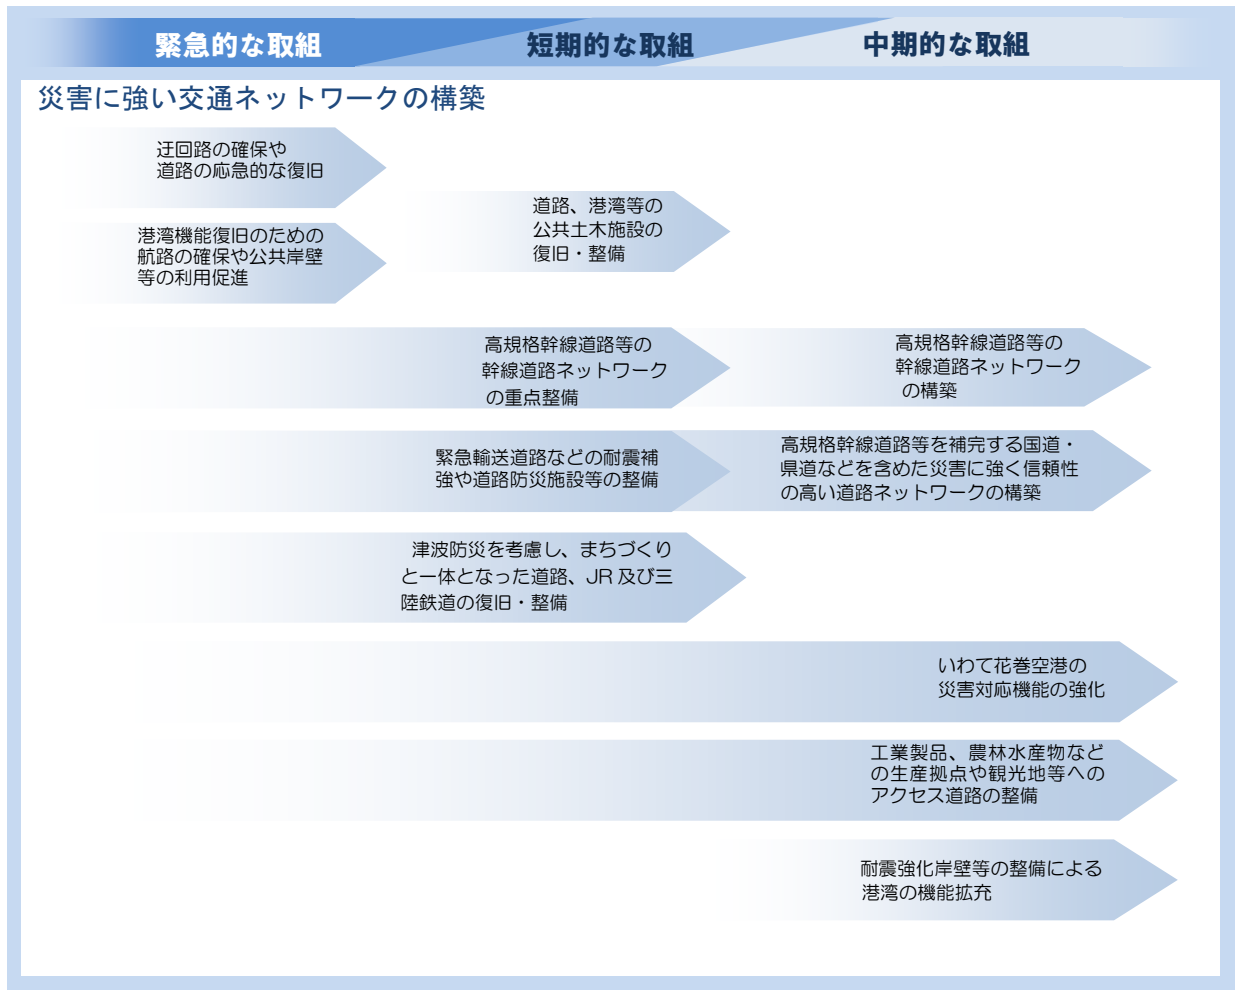 緊急的な取組
短期的な取組
中期的な取組
災害に強い交通ネットワークの構築
迂回路の確保や
道路の応急的な復旧
港湾機能復旧のための
航路の確保や公共岸壁
等の利用促進
道路、港湾等の
公共土木施設の
復旧・整備
高規格幹線道路等の
幹線道路ネットワーク
の重点整備
高規格幹線道路等の
幹線道路ネットワーク
の構築
緊急輸送道路などの耐震補
強や道路防災施設等の整備
高規格幹線道路等を補完する国道・
県道などを含めた災害に強く信頼性
の高い道路ネットワークの構築
津波防災を考慮し、まちづくり
と一体となった道路、JR 及び三
陸鉄道の復旧・整備
いわて花巻空港の
災害対応機能の強化
工業製品、農林水産物など
の生産拠点や観光地等への
アクセス道路の整備
耐震強化岸壁等の整備による
港湾の機能拡充